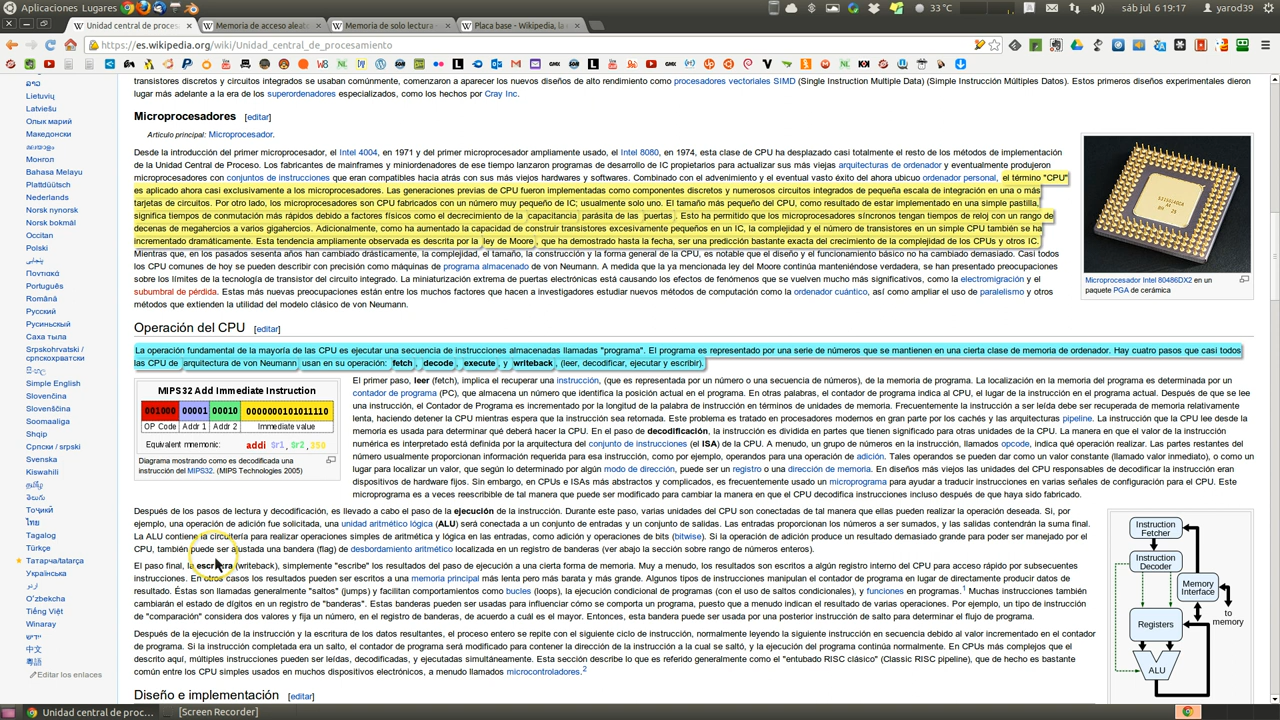 Aplicaciones Lugares
33°C
sáb jul 6 19:17
yarod39
Unidad central de proces
Memoria de acceso aleat
Memoria de solo lectura -
Placa base - Wikipedia, la
https://es.wikipedia.org/wiki/Unidad_central_de_procesamiento
ລາວ
Lietuvių
Latviešu
Олык марий
Македонски
മലയാളം
Монгол
Bahasa Melayu
Plattdüütsch
Nederlands
Norsk nynorsk
Norsk bokmål
Occitan
Polski
پنجابی
Português
Română
Русский
Русиньскый
Саха тыла
Srpskohrvatski /
српскохрватски
සිංහල
Simple English
Slovenčina
Slovenščina
Soomaaliga
Shqip
Српски / srpski
Svenska
Kiswahili
தமிழ்
తెలుగు
Тоҷикӣ
ไทย
Tagalog
Türkçe
Татарча/tatarça
Українська
اردو
Oʻzbekcha
Tiếng Việt
Winaray
ייִדיש
中文
粵語
Editar los enlaces
transistores discretos y circuitos integrados se usaban comúnmente, comenzaron a aparecer los nuevos diseños de alto rendimiento como procesadores vectoriales SIMD (Single Instruction Multiple Data) (Simple Instrucción Múltiples Datos). Estos primeros diseños experimentales dieron
lugar más adelante a la era de los superordenadores especializados, como los hechos por Cray Inc.
Microprocesadores [editar]
Artículo principal: Microprocesador.
Desde la introducción del primer microprocesador, el Intel 4004, en 1971 y del primer microprocesador ampliamente usado, el Intel 8080, en 1974, esta clase de CPU ha desplazado casi totalmente el resto de los métodos de implementación
de la Unidad Central de Proceso. Los fabricantes de mainframes y miniordenadores de ese tiempo lanzaron programas de desarrollo de IC propietarios para actualizar sus más viejas arquitecturas de ordenador y eventualmente produjeron
microprocesadores con conjuntos de instrucciones que eran compatibles hacia atrás con sus más viejos hardwares y softwares. Combinado con el advenimiento y el eventual vasto éxito del ahora ubicuo ordenador personal, el término "CPU"
es aplicado ahora casi exclusivamente a los microprocesadores. Las generaciones previas de CPU fueron implementadas como componentes discretos y numerosos circuitos integrados de pequeña escala de integración en una o más
tarjetas de circuitos. Por otro lado, los microprocesadores son CPU fabricados con un número muy pequeño de IC; usualmente solo uno. El tamaño más pequeño del CPU, como resultado de estar implementado en una simple pastilla,
significa tiempos de conmutación más rápidos debido a factores físicos como el decrecimiento de la capacitancia parásita de las puertas. Esto ha permitido que los microprocesadores síncronos tengan tiempos de reloj con un rango de
decenas de megahercios a varios gigahercios. Adicionalmente, como ha aumentado la capacidad de construir transistores excesivamente pequeños en un IC, la complejidad y el número de transistores en un simple CPU también se ha
incrementado dramáticamente. Esta tendencia ampliamente observada es descrita por la ley de Moore, que ha demostrado hasta la fecha, ser una predicción bastante exacta del crecimiento de la complejidad de los CPUs y otros IC.
Mientras que, en los pasados sesenta años han cambiado drásticamente, la complejidad, el tamaño, la construcción y la forma general de la CPU, es notable que el diseño y el funcionamiento básico no ha cambiado demasiado. Casi todos
los CPU comunes de hoy se pueden describir con precisión como máquinas de programa almacenado de von Neumann. A medida que la ya mencionada ley del Moore continúa manteniéndose verdadera, se han presentado preocupaciones
sobre los límites de la tecnología de transistor del circuito integrado. La miniaturización extrema de puertas electrónicas está causando los efectos de fenómenos que se vuelven mucho más significativos, como la electromigración y el
subumbral de pérdida. Estas más nuevas preocupaciones están entre los muchos factores que hacen a investigadores estudiar nuevos métodos de computación como la ordenador cuántico, así como ampliar el uso de paralelismo y otros
métodos que extienden la utilidad del modelo clásico de von Neumann.
Microprocesador Intel 80486DX2 en un
paquete PGA de cerámica
Operación del CPU [editar]
La operación fundamental de la mayoría de las CPU es ejecutar una secuencia de instrucciones almacenadas llamadas "programa". El programa es representado por una serie de números que se mantienen en una cierta clase de memoria de ordenador. Hay cuatro pasos que casi todos
las CPU de arquitectura de von Neumann usan en su operación: fetch, decode, execute, y writeback, (leer, decodificar, ejecutar y escribir).
MIPS32 Add Immediate Instruction
001000 00001 00010 0000000101011110
OP Code Addr 1 Addr 2 Immediate value
Equivalent mnemonic: addi $r1, $r2, 350
Diagrama mostrando como es decodificada una
instrucción del MIPS32. (MIPS Technologies 2005)
El primer paso, leer (fetch), implica el recuperar una instrucción, (que es representada por un número o una secuencia de números), de la memoria de programa. La localización en la memoria del programa es determinada por un
contador de programa (PC), que almacena un número que identifica la posición actual en el programa. En otras palabras, el contador de programa indica al CPU, el lugar de la instrucción en el programa actual. Después de que se lee
una instrucción, el Contador de Programa es incrementado por la longitud de la palabra de instrucción en términos de unidades de memoria. Frecuentemente la instrucción a ser leída debe ser recuperada de memoria relativamente
lenta, haciendo detener la CPU mientras espera que la instrucción sea retornada. Este problema es tratado en procesadores modernos en gran parte por los cachés y las arquitecturas pipeline. La instrucción que la CPU lee desde
la memoria es usada para determinar qué deberá hacer la CPU. En el paso de decodificación, la instrucción es dividida en partes que tienen significado para otras unidades de la CPU. La manera en que el valor de la instrucción
numérica es interpretado está definida por la arquitectura del conjunto de instrucciones (el ISA) de la CPU. A menudo, un grupo de números en la instrucción, llamados opcode, indica qué operación realizar. Las partes restantes del
número usualmente proporcionan información requerida para esa instrucción, como por ejemplo, operandos para una operación de adición. Tales operandos se pueden dar como un valor constante (llamado valor inmediato), o como un
lugar para localizar un valor, que según lo determinado por algún modo de dirección, puede ser un registro o una dirección de memoria. En diseños más viejos las unidades del CPU responsables de decodificar la instrucción eran
dispositivos de hardware fijos. Sin embargo, en CPUs e ISAs más abstractos y complicados, es frecuentemente usado un microprograma para ayudar a traducir instrucciones en varias señales de configuración para el CPU. Este
microprograma es a veces reescribible de tal manera que puede ser modificado para cambiar la manera en que el CPU decodifica instrucciones incluso después de que haya sido fabricado.
Después de los pasos de lectura y decodificación, es llevado a cabo el paso de la ejecución de la instrucción. Durante este paso, varias unidades del CPU son conectadas de tal manera que ellas pueden realizar la operación deseada. Si, por
ejemplo, una operación de adición fue solicitada, una unidad aritmético lógica (ALU) será conectada a un conjunto de entradas y un conjunto de salidas. Las entradas proporcionan los números a ser sumados, y las salidas contendrán la suma final.
La ALU contiene la circuitería para realizar operaciones simples de aritmética y lógica en las entradas, como adición y operaciones de bits (bitwise). Si la operación de adición produce un resultado demasiado grande para poder ser manejado por el
CPU, también puede ser ajustada una bandera (flag) de desbordamiento aritmético localizada en un registro de banderas (ver abajo la sección sobre rango de números enteros).
El paso final, la escritura (writeback), simplemente "escribe" los resultados del paso de ejecución a una cierta forma de memoria. Muy a menudo, los resultados son escritos a algún registro interno del CPU para acceso rápido por subsecuentes
instrucciones. En otros casos los resultados pueden ser escritos a una memoria principal más lenta pero más barata y más grande. Algunos tipos de instrucciones manipulan el contador de programa en lugar de directamente producir datos de
resultado. Éstas son llamadas generalmente "saltos" (jumps) y facilitan comportamientos como bucles (loops), la ejecución condicional de programas (con el uso de saltos condicionales), y funciones en programas.1 Muchas instrucciones también
cambiarán el estado de dígitos en un registro de "banderas". Estas banderas pueden ser usadas para influenciar cómo se comporta un programa, puesto que a menudo indican el resultado de varias operaciones. Por ejemplo, un tipo de instrucción
de "comparación" considera dos valores y fija un número, en el registro de banderas, de acuerdo a cuál es el mayor. Entonces, esta bandera puede ser usada por una posterior instrucción de salto para determinar el flujo de programa.
Después de la ejecución de la instrucción y la escritura de los datos resultantes, el proceso entero se repite con el siguiente ciclo de instrucción, normalmente leyendo la siguiente instrucción en secuencia debido al valor incrementado en el contador
de programa. Si la instrucción completada era un salto, el contador de programa será modificado para contener la dirección de la instrucción a la cual se saltó, y la ejecución del programa continúa normalmente. En CPUs más complejos que el
descrito aquí, múltiples instrucciones pueden ser leídas, decodificadas, y ejecutadas simultáneamente. Esta sección describe lo que es referido generalmente como el "entubado RISC clásico" (Classic RISC pipeline), que de hecho es bastante
común entre los CPU simples usados en muchos dispositivos electrónicos, a menudo llamados microcontroladores.2
Instruction
Fetcher
Instruction
Decoder
Memory
Interface
to
memory
Registers
ALU
Diseño e implementación [editar]
Unidad central de proc...
[Screen Recorder]